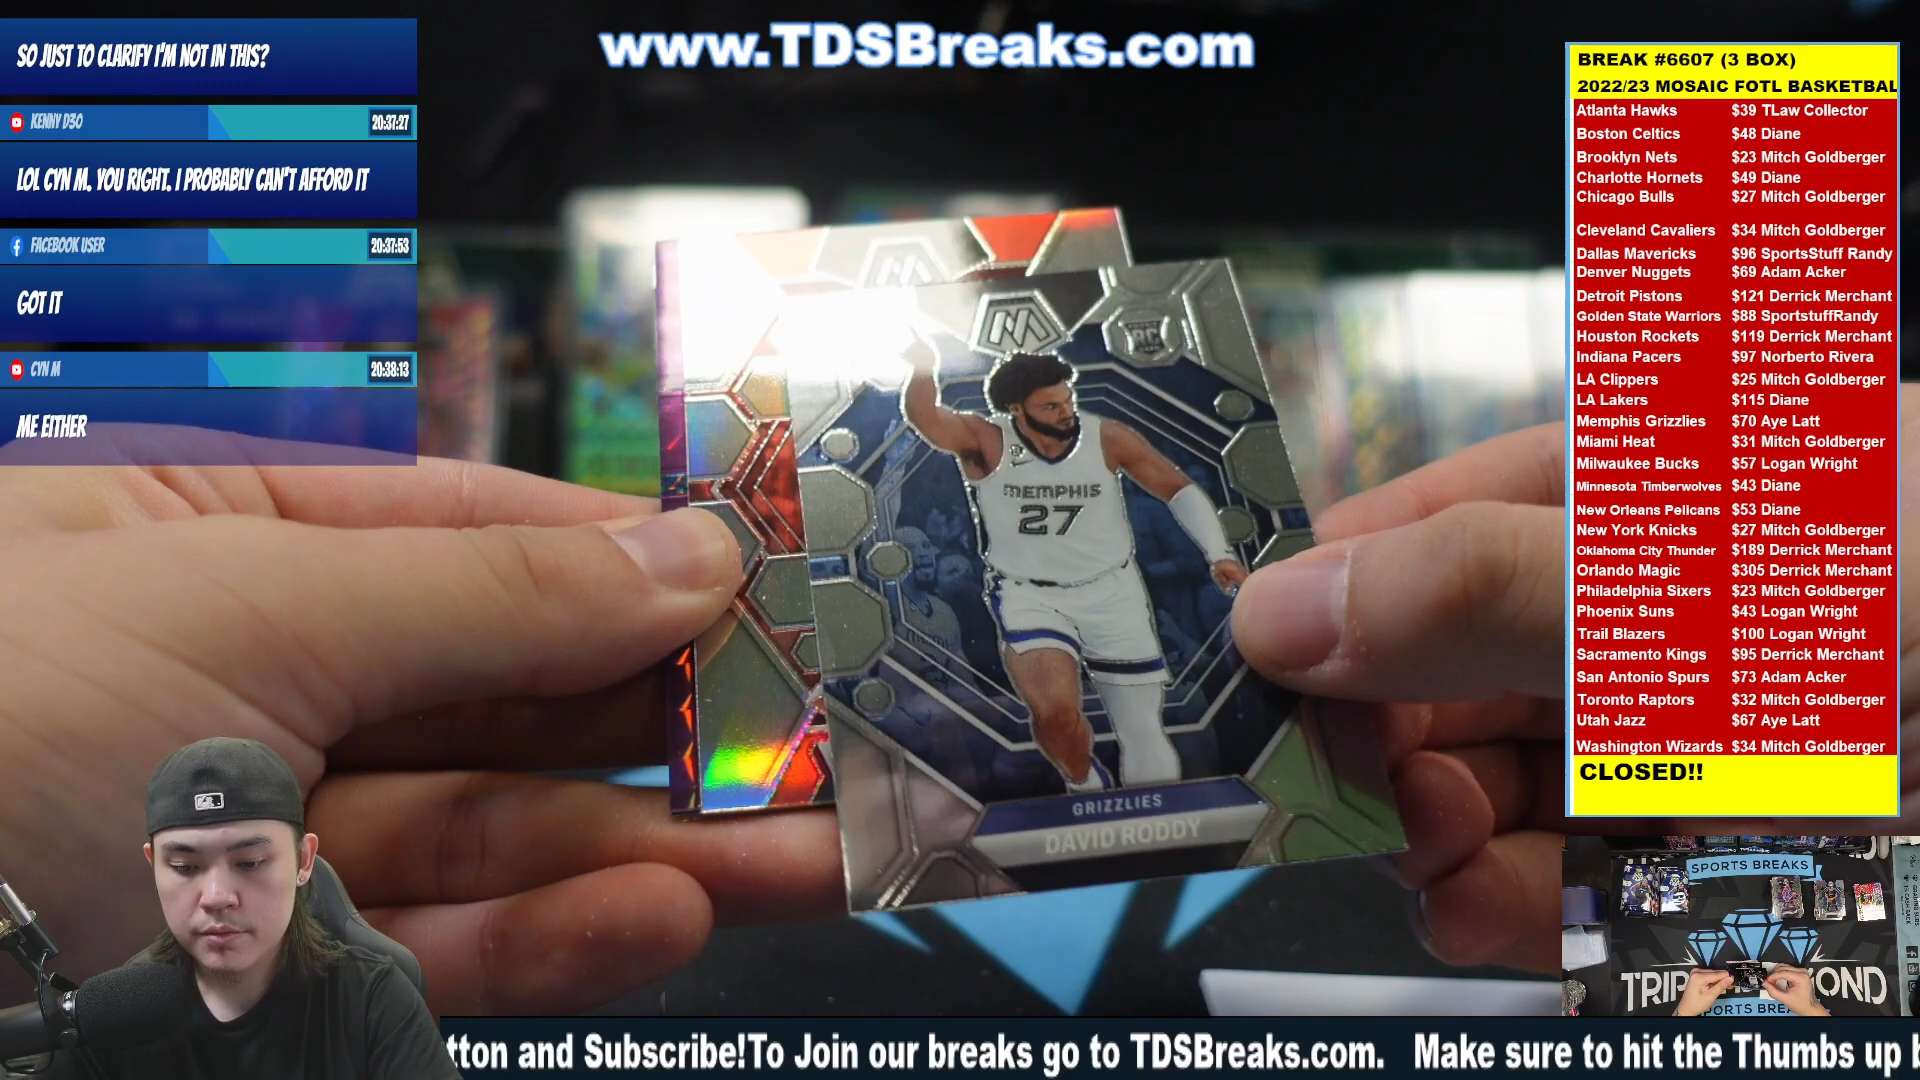 www.TDSBreaks.com
SO JUST TO CLARIFY I'M NOT IN THIS?
KENNY D30 20:37:27
LOL CYN M. YOU RIGHT. I PROBABLY CAN'T AFFORD IT
FACEBOOK USER 20:37:53
GOT IT
CYN M 20:38:13
ME EITHER
BREAK #6607 (3 BOX)
2022/23 MOSAIC FOTL BASKETBAL
Atlanta Hawks $39 TLaw Collector
Boston Celtics $48 Diane
Brooklyn Nets $23 Mitch Goldberger
Charlotte Hornets $49 Diane
Chicago Bulls $27 Mitch Goldberger
Cleveland Cavaliers $34 Mitch Goldberger
Dallas Mavericks $96 SportsStuff Randy
Denver Nuggets $69 Adam Acker
Detroit Pistons $121 Derrick Merchant
Golden State Warriors $88 SportstuffRandy
Houston Rockets $119 Derrick Merchant
Indiana Pacers $97 Norberto Rivera
LA Clippers $25 Mitch Goldberger
LA Lakers $115 Diane
Memphis Grizzlies $70 Aye Latt
Miami Heat $31 Mitch Goldberger
Milwaukee Bucks $57 Logan Wright
Minnesota Timberwolves $43 Diane
New Orleans Pelicans $53 Diane
New York Knicks $27 Mitch Goldberger
Oklahoma City Thunder $189 Derrick Merchant
Orlando Magic $305 Derrick Merchant
Philadelphia Sixers $23 Mitch Goldberger
Phoenix Suns $43 Logan Wright
Trail Blazers $100 Logan Wright
Sacramento Kings $95 Derrick Merchant
San Antonio Spurs $73 Adam Acker
Toronto Raptors $32 Mitch Goldberger
Utah Jazz $67 Aye Latt
Washington Wizards $34 Mitch Goldberger
CLOSED!!
M
RC
MEMPHIS
27
GRIZZLIES
DAVID RODDY
SPORTS BREAKS
TRIP OND
PORTS BREA
tton and Subscribe!To Join our breaks go to TDSBreaks.com. Make sure to hit the Thumbs up b